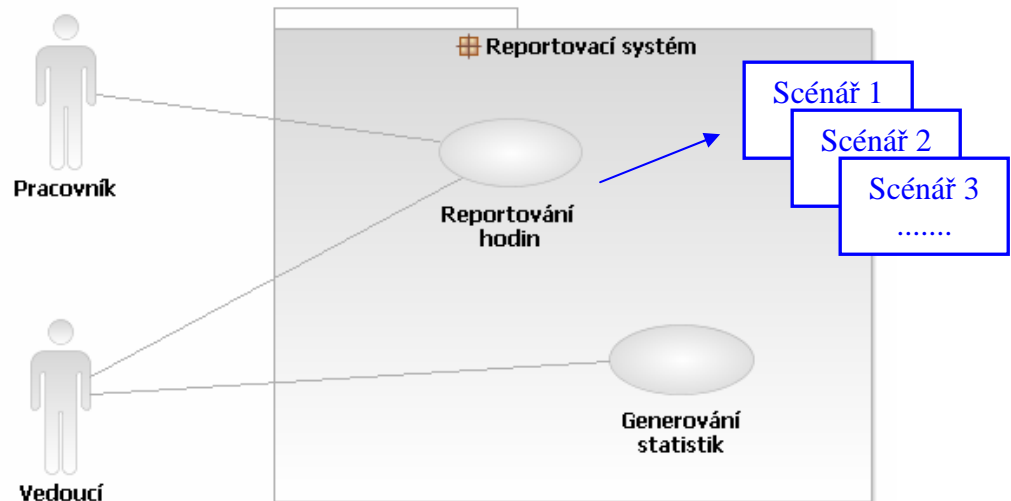 Reportovací systém
Scénář 1
Scénář 2
Scénář 3
.......
Pracovník
Reportování
hodin
Generování
statistik
Vedoucí